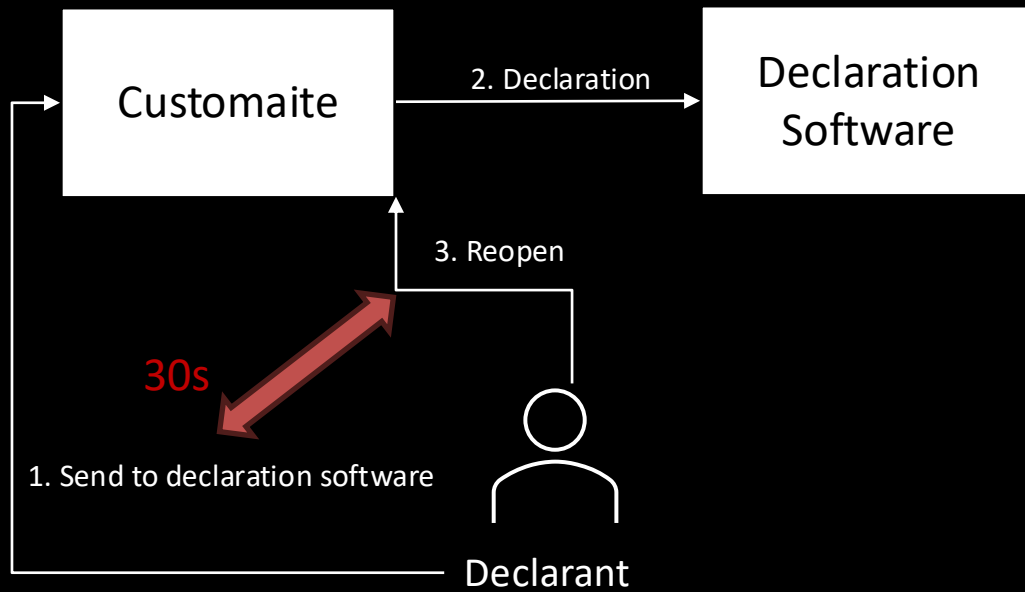 Customaite
2. Declaration
Declaration
Software
3. Reopen
30s
1. Send to declaration software
Declarant